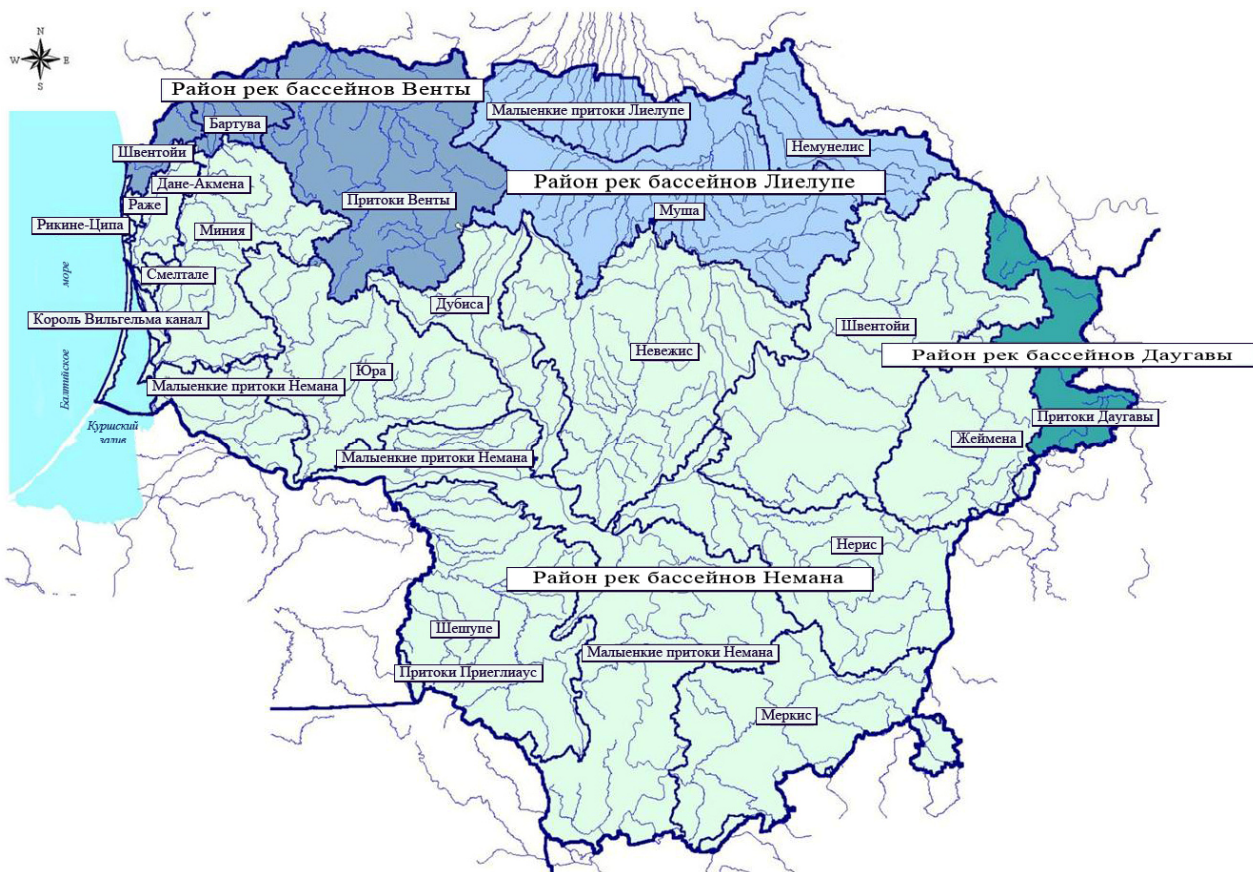 N
W E
S
Район рек бассейнов Венты
Малыенкие притоки Лиелупе
Бартува
Немунелис
Швентойи
Дане-Акмена
Район рек бассейнов Лиелупе
Притоки Венты
Раже
Муша
Рикине-Ципа
Миния
Смелтале
море
Дубиса
Король Вильгельма канал
Швентойи
Невежис
Район рек бассейнов Даугавы
Балтийское
Юра
Малыенкие притоки Немана
Притоки Даугавы
Куршский
залив
Жеймена
Малыенкие притоки Немана
Нерис
Район рек бассейнов Немана
Шешупе
Малыенкие притоки Немана
Притоки Приеглиаус
Меркис